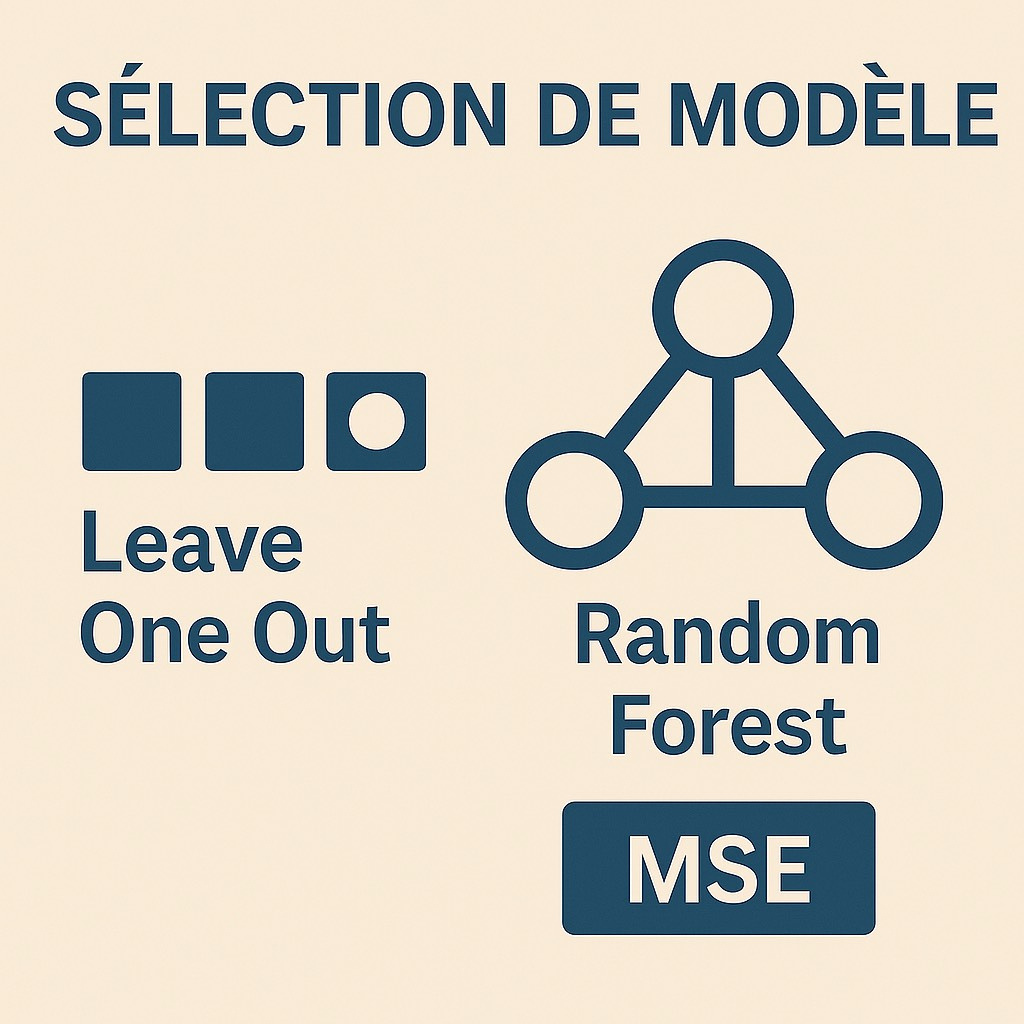 SÉLECTION DE MODÈLE
Leave
One Out
Random
Forest
MSE